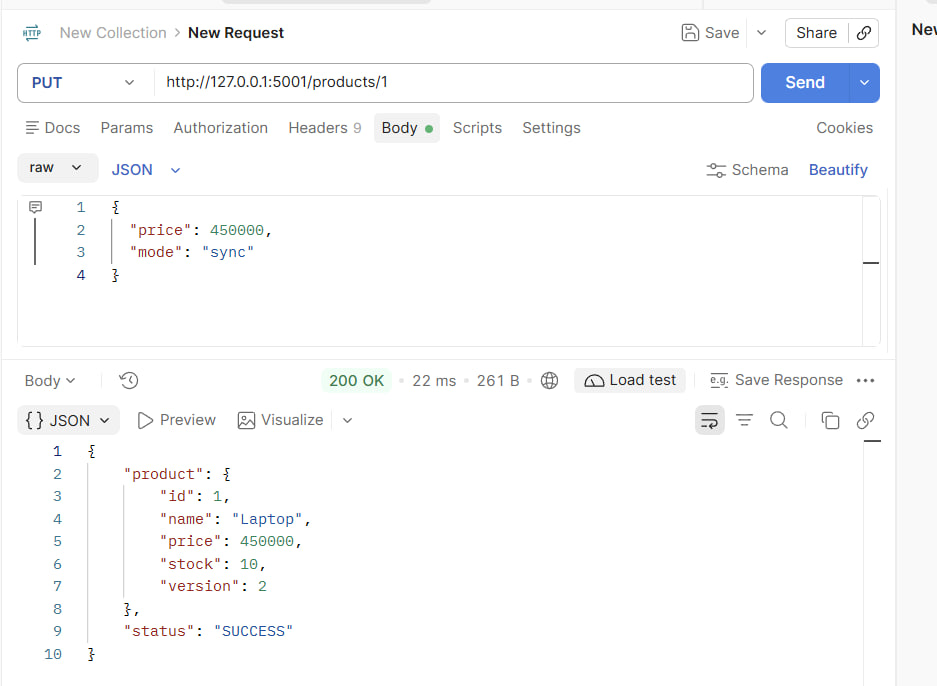 HTTP New Collection > New Request Save Share New
PUT http://127.0.0.1:5001/products/1 Send
Docs Params Authorization Headers 9 Body Scripts Settings Cookies
raw JSON Schema Beautify
1 {
2 "price": 450000,
3 "mode": "sync"
4 }
Body 200 OK • 22 ms • 261 B • Load test e.g. Save Response •••
{} JSON Preview Visualize
1 {
2 "product": {
3 "id": 1,
4 "name": "Laptop",
5 "price": 450000,
6 "stock": 10,
7 "version": 2
8 },
9 "status": "SUCCESS"
10 }